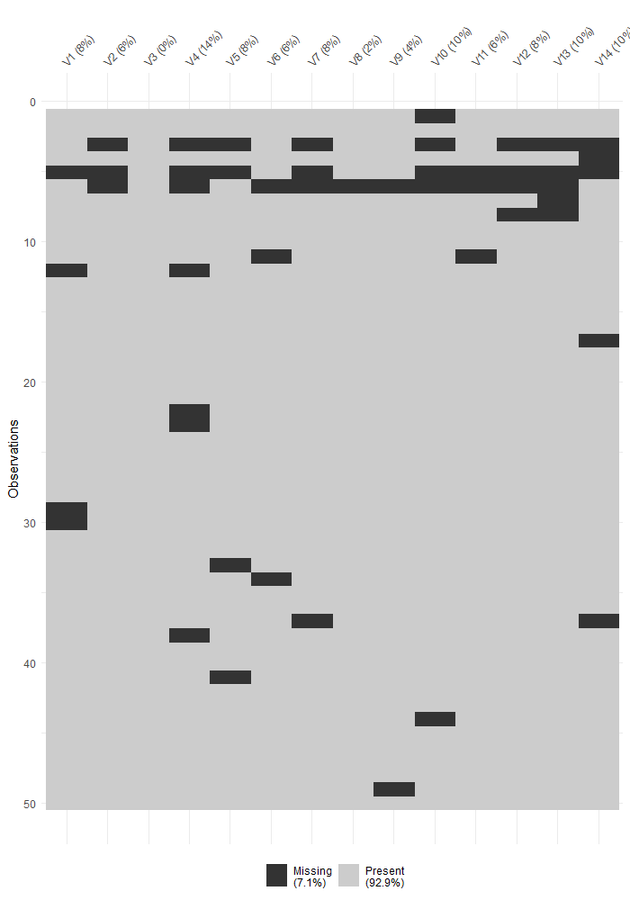 V1 (8%)
V2 (6%)
V3 (0%)
V4 (14%)
V5 (8%)
V6 (6%)
V7 (8%)
V8 (2%)
V9 (4%)
V10 (10%)
V11 (6%)
V12 (8%)
V13 (10%)
V14 (10%
0
10
20
30
40
50
Observations
Missing
(7.1%)
Present
(92.9%)